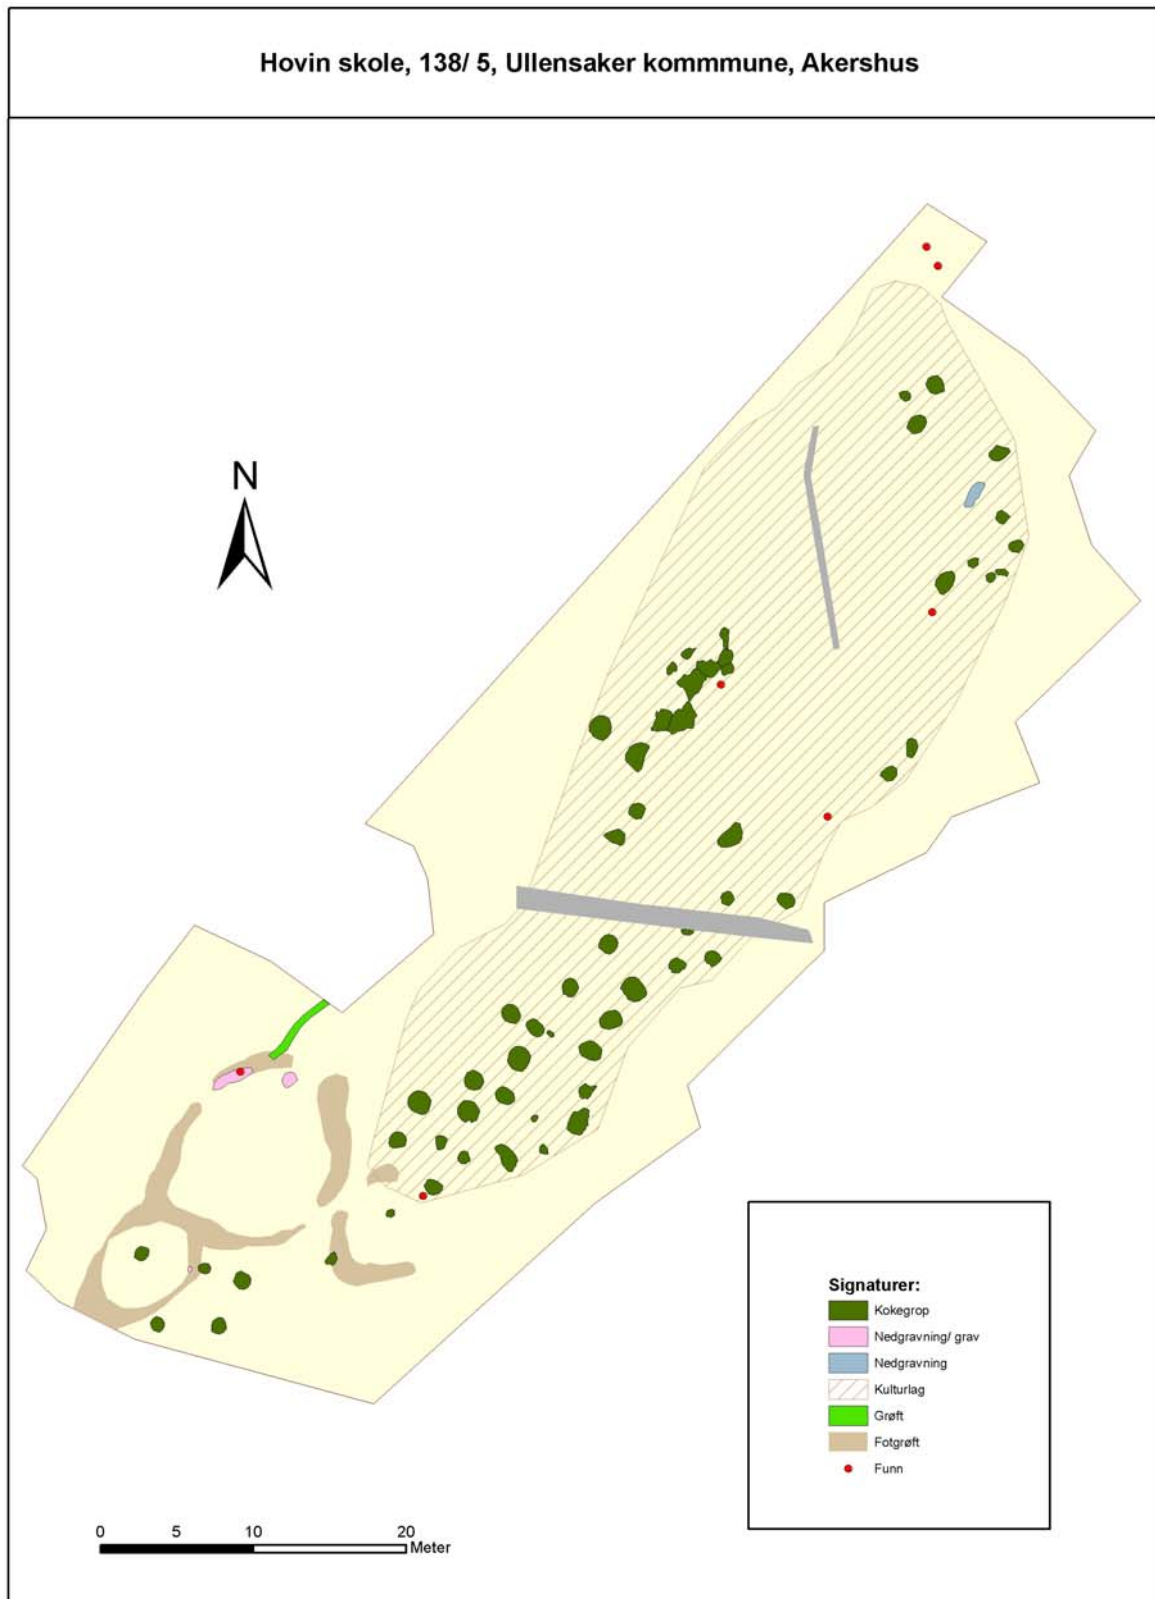 Hovin skole, 138/ 5, Ullensaker kommmune, Akershus
N
Signaturer:
Kokegrop
Nedgravning/ grav
Nedgravning
Kulturlag
Grøft
Fotgrøft
Funn
0 5 10 20
Meter